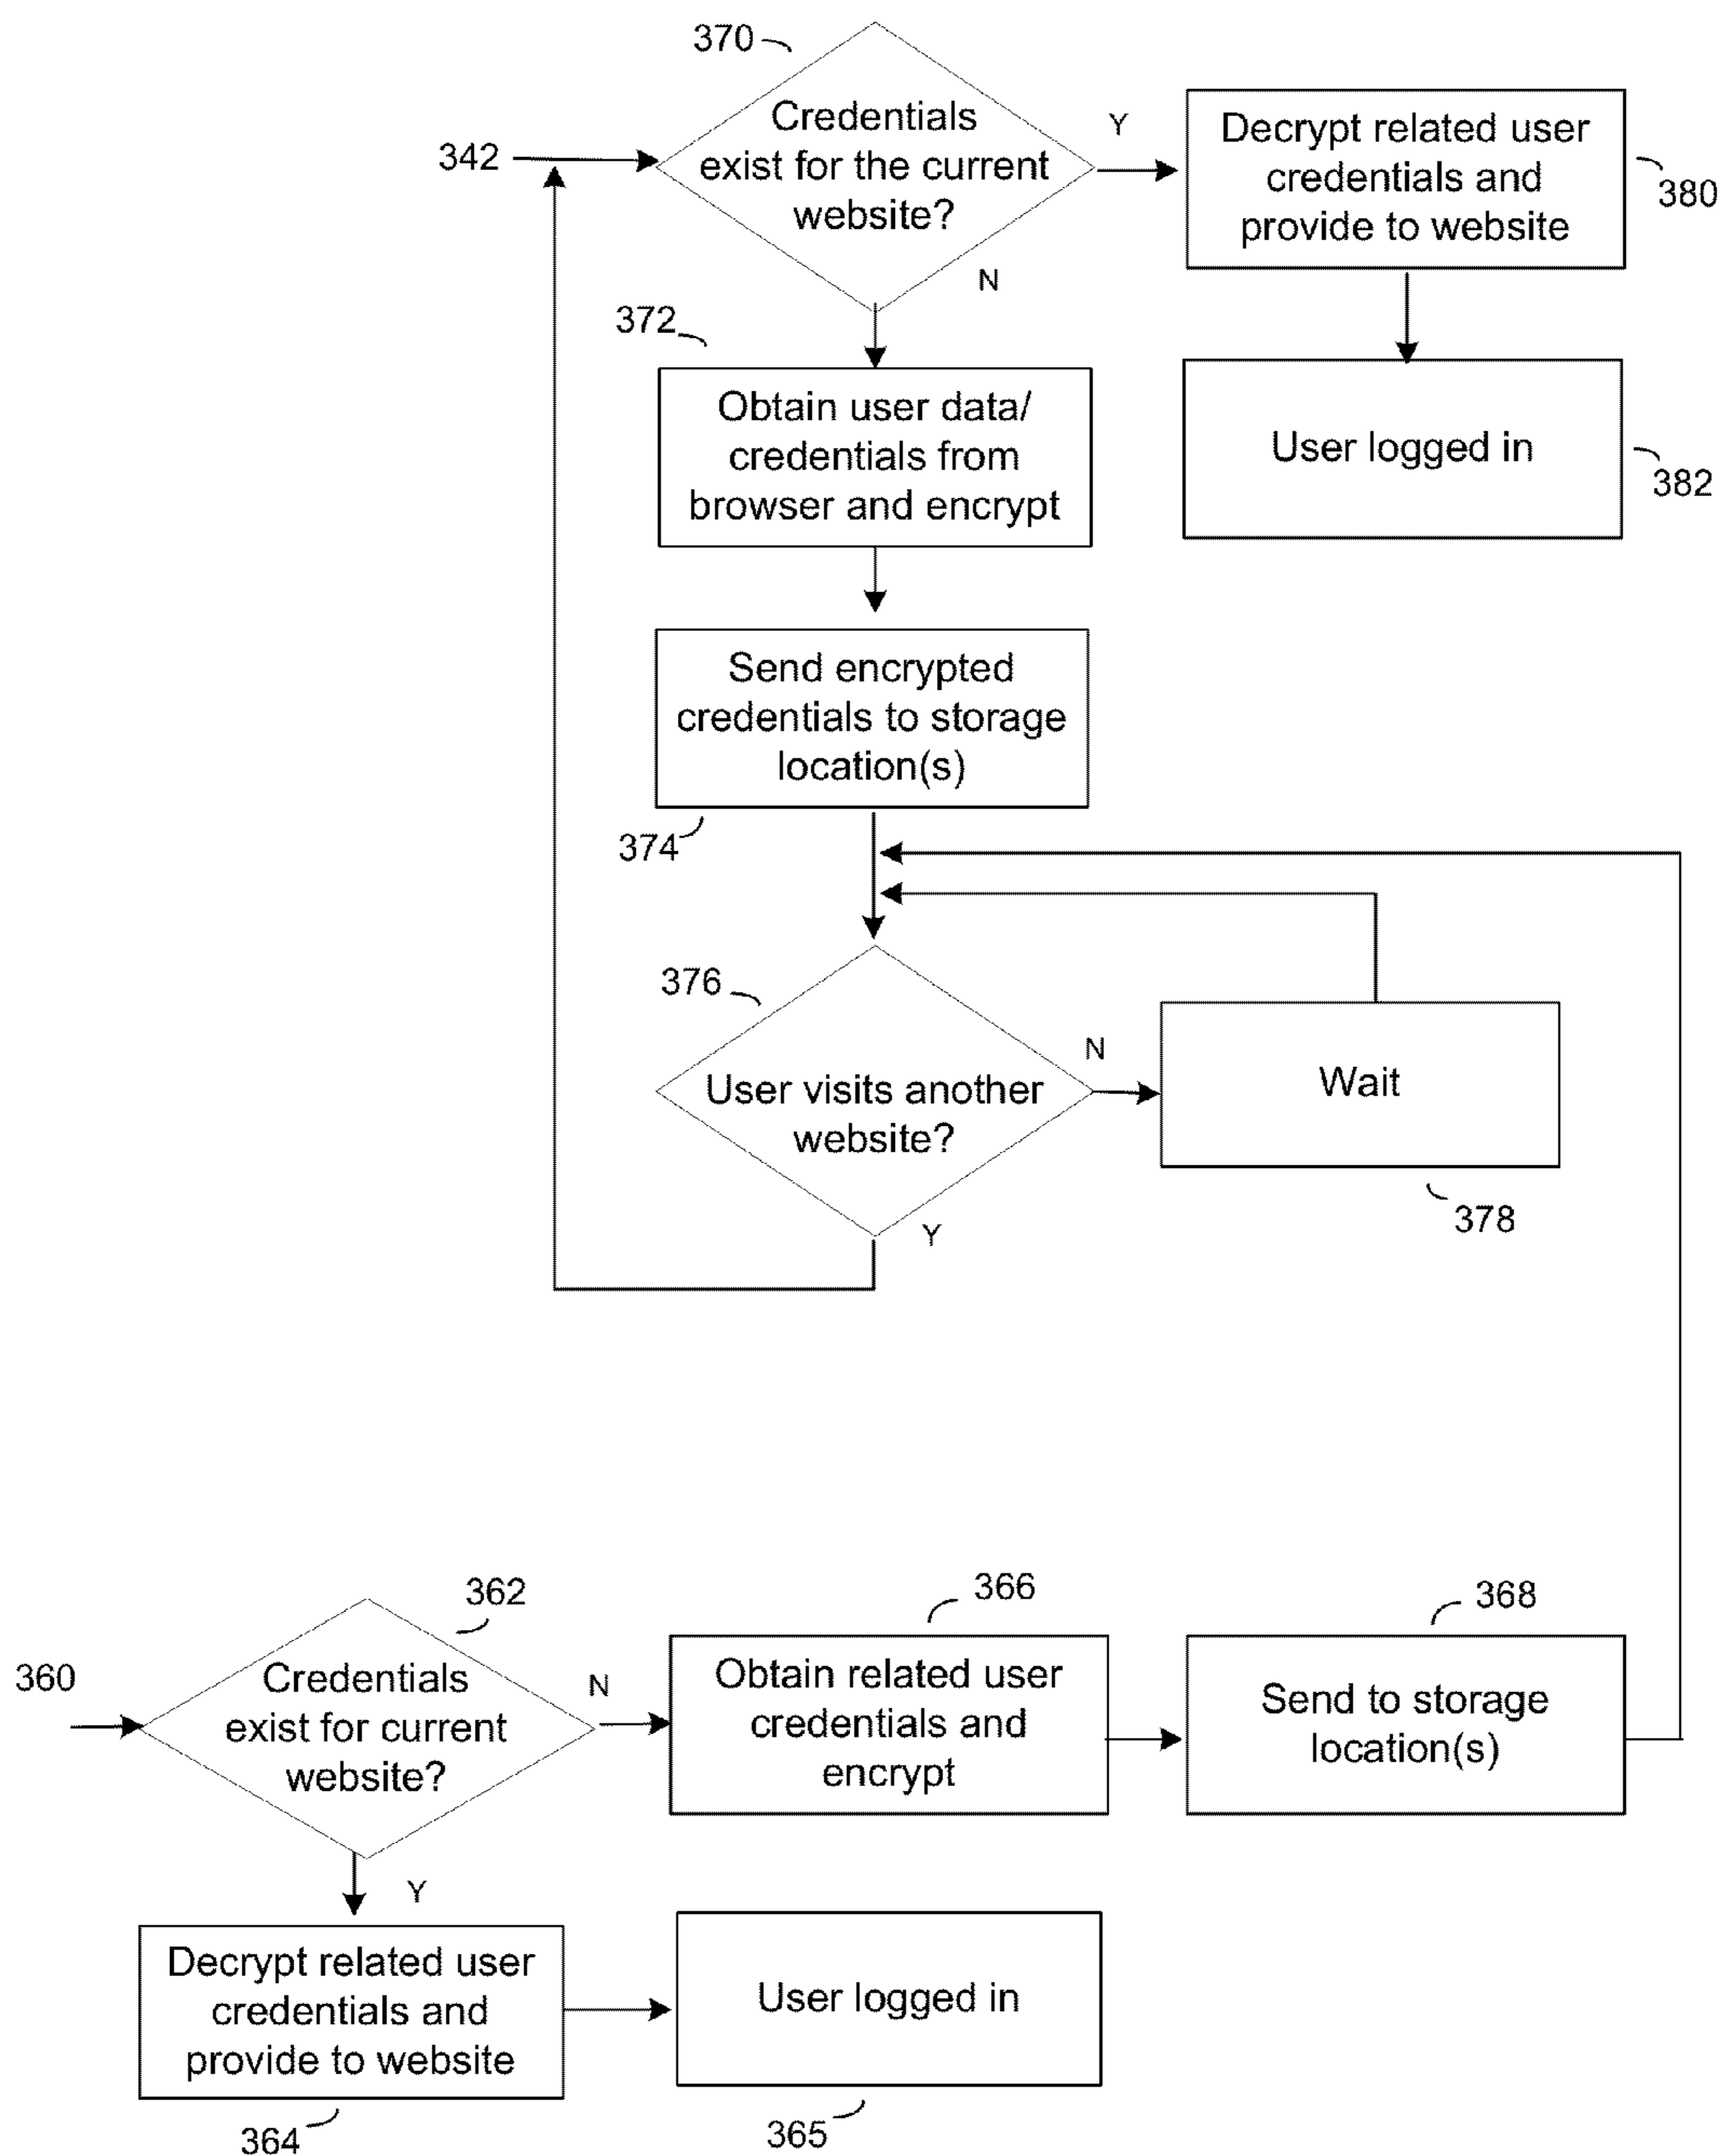 370
Credentials
exist for the current
website?
342
Y
N
Decrypt related user
credentials and
provide to website
380
372
Obtain user data/
credentials from
browser and encrypt
User logged in
382
Send encrypted
credentials to storage
location(s)
374
376
User visits another
website?
N
Y
Wait
378
360
362
Credentials
exist for current
website?
N
Y
366
Obtain related user
credentials and
encrypt
368
Send to storage
location(s)
Decrypt related user
credentials and
provide to website
364
User logged in
365